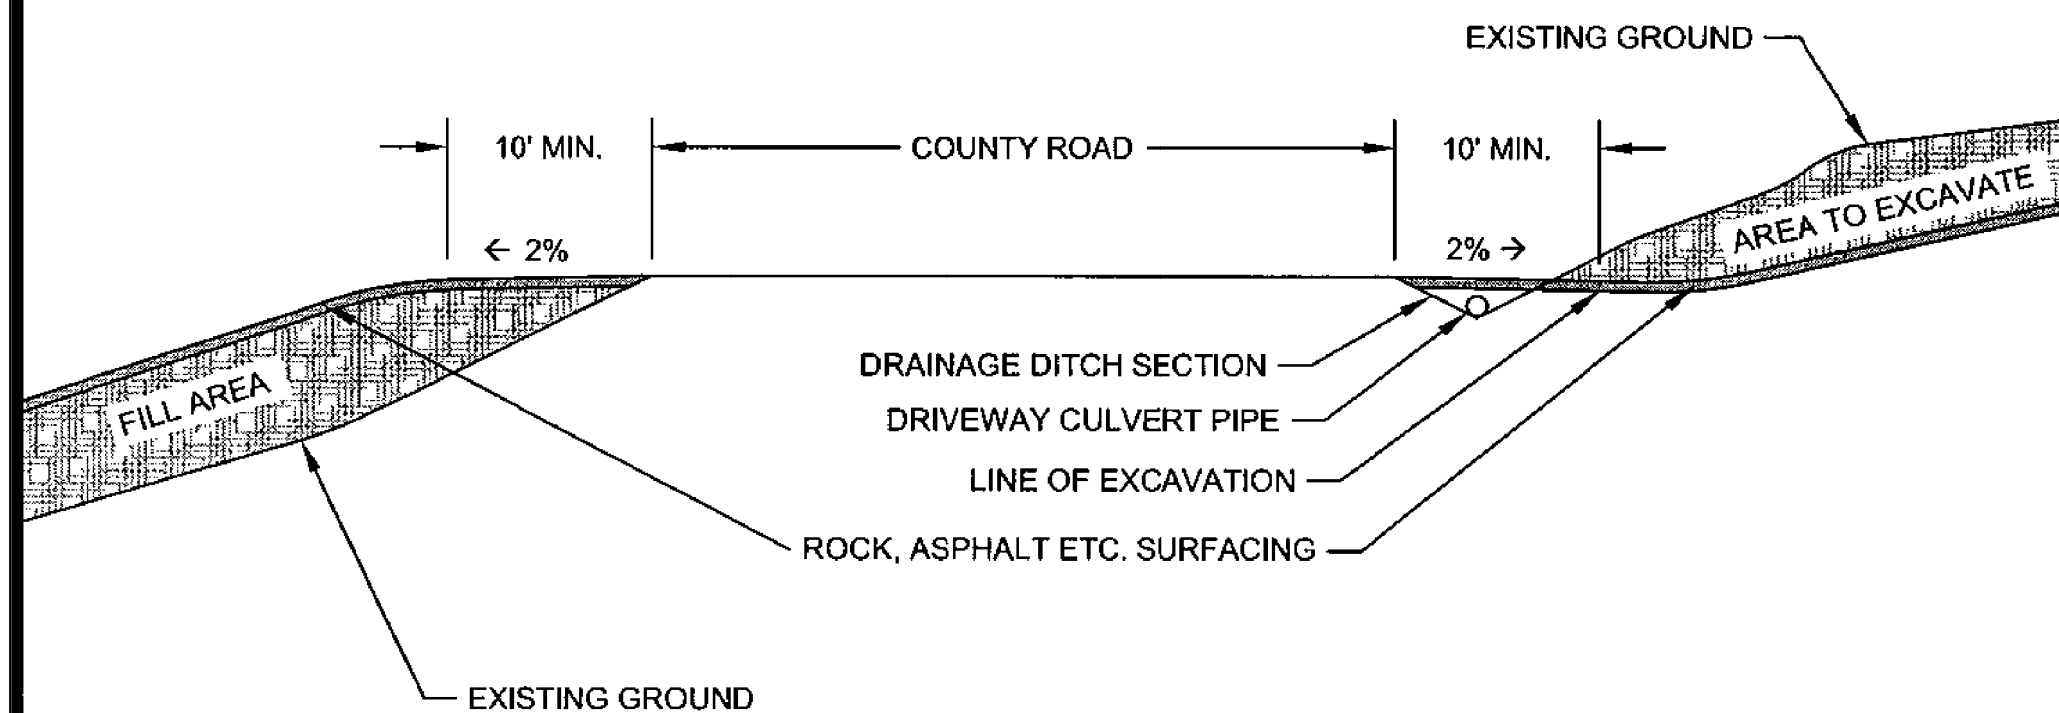 EXISTING GROUND
10' MIN.
COUNTY ROAD
10' MIN.
← 2%
2% →
AREA TO EXCAVATE
FILL AREA
DRAINAGE DITCH SECTION
DRIVEWAY CULVERT PIPE
LINE OF EXCAVATION
ROCK, ASPHALT ETC. SURFACING
EXISTING GROUND